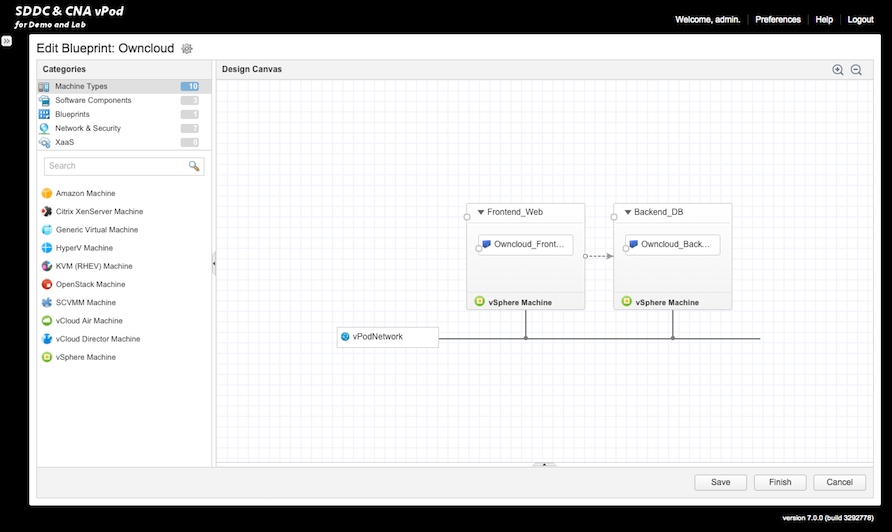 SDDC & CNA vPod
for Demo and Lab
Welcome, admin. Preferences Help Logout
Edit Blueprint: Owncloud
Categories
Machine Types 10
Software Components 3
Blueprints 1
Network & Security 7
XaaS 0
Search
Amazon Machine
Citrix XenServer Machine
Generic Virtual Machine
HyperV Machine
KVM (RHEV) Machine
OpenStack Machine
SCVMM Machine
vCloud Air Machine
vCloud Director Machine
vSphere Machine
Design Canvas
Frontend_Web
Owncloud_Front...
vSphere Machine
Backend_DB
Owncloud_Back...
vSphere Machine
vPodNetwork
Save Finish Cancel
version 7.0.0 (build 3292778)